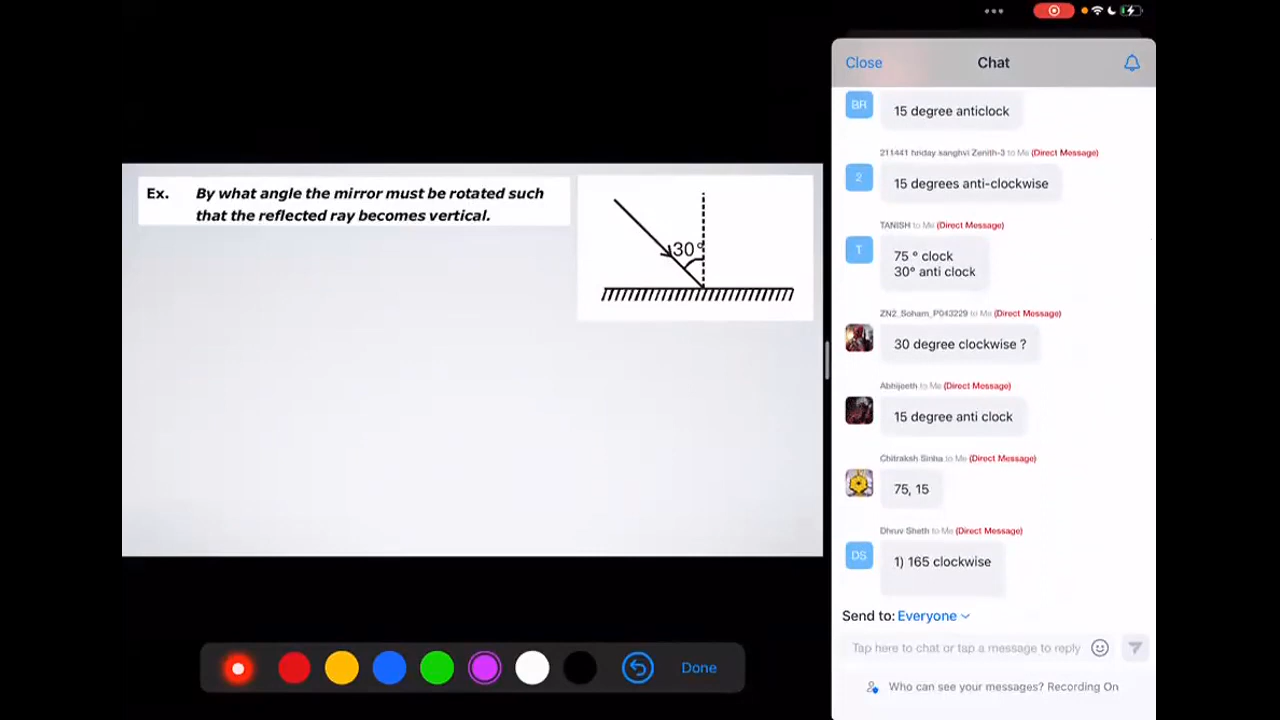 Ex. By what angle the mirror must be rotated such
that the reflected ray becomes vertical.
30°
Close
Chat
BR
15 degree anticlock
211441 hriday sanghvi Zenith-3 to Me (Direct Message)
2
15 degrees anti-clockwise
TANISH to Me (Direct Message)
T
75 ° clock
30° anti clock
ZN2_Soham_P043229 to Me (Direct Message)
30 degree clockwise ?
Abhijeeth to Me (Direct Message)
15 degree anti clock
Chitraksh Sinha to Me (Direct Message)
75, 15
Dhruv Sheth to Me (Direct Message)
DS
1) 165 clockwise
Send to: Everyone
Tap here to chat or tap a message to reply
Who can see your messages? Recording On
Done